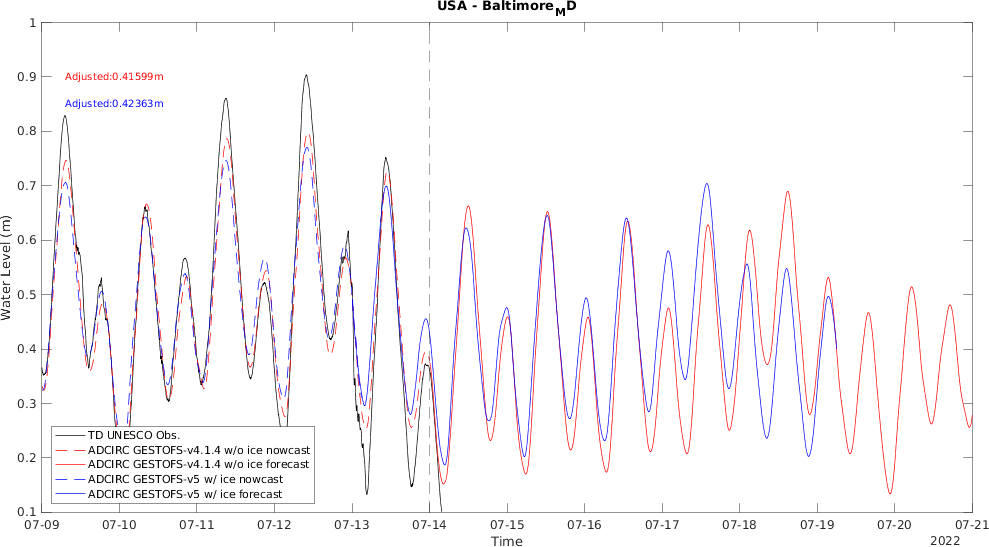 USA - Baltimore_MD
Adjusted:0.41599m
Adjusted:0.42363m
Water Level (m)
1
0.9
0.8
0.7
0.6
0.5
0.4
0.3
0.2
0.1
TD UNESCO Obs.
ADCIRC GESTOFS-v4.1.4 w/o ice nowcast
ADCIRC GESTOFS-v4.1.4 w/o ice forecast
ADCIRC GESTOFS-v5 w/ ice nowcast
ADCIRC GESTOFS-v5 w/ ice forecast
07-09 07-10 07-11 07-12 07-13 07-14 07-15 07-16 07-17 07-18 07-19 07-20 07-21
Time
2022